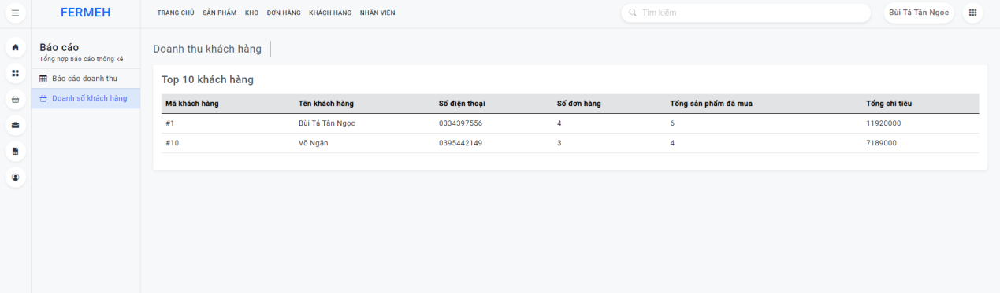 FERMEH
TRANG CHỦ SẢN PHẨM KHO ĐƠN HÀNG KHÁCH HÀNG NHÂN VIÊN
Tìm kiếm
Bùi Tá Tân Ngọc
Báo cáo
Tổng hợp báo cáo thống kê
Báo cáo doanh thu
Doanh số khách hàng
Doanh thu khách hàng
Top 10 khách hàng
Mã khách hàng Tên khách hàng Số điện thoại Số đơn hàng Tổng sản phẩm đã mua Tổng chi tiêu
#1 Bùi Tá Tân Ngọc 0334397556 4 6 11920000
#10 Võ Ngân 0395442149 3 4 7189000